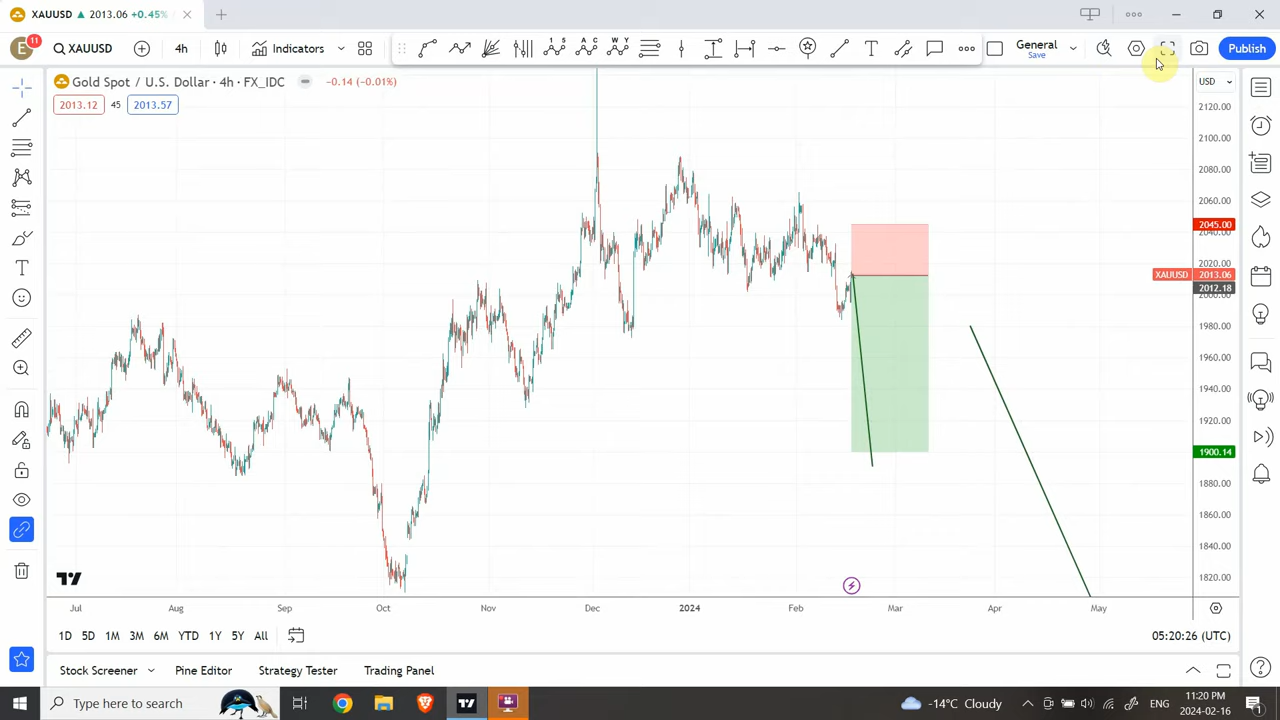 XAUUSD ▲ 2013.06 +0.45%
E 11 XAUUSD 4h Indicators General Save Publish
Gold Spot / U.S. Dollar · 4h · FX_IDC −0.14 (−0.01%)
2013.12 45 2013.57
USD
2120.00
2100.00
2080.00
2060.00
2045.00
2040.00
2020.00
XAUUSD 2013.06
2012.18
2000.00
1980.00
1960.00
1940.00
1920.00
1900.14
1880.00
1860.00
1840.00
1820.00
Jul Aug Sep Oct Nov Dec 2024 Feb Mar Apr May
1D 5D 1M 3M 6M YTD 1Y 5Y All 05:20:26 (UTC)
Stock Screener Pine Editor Strategy Tester Trading Panel
Type here to search -14°C Cloudy ENG 11:20 PM
2024-02-16